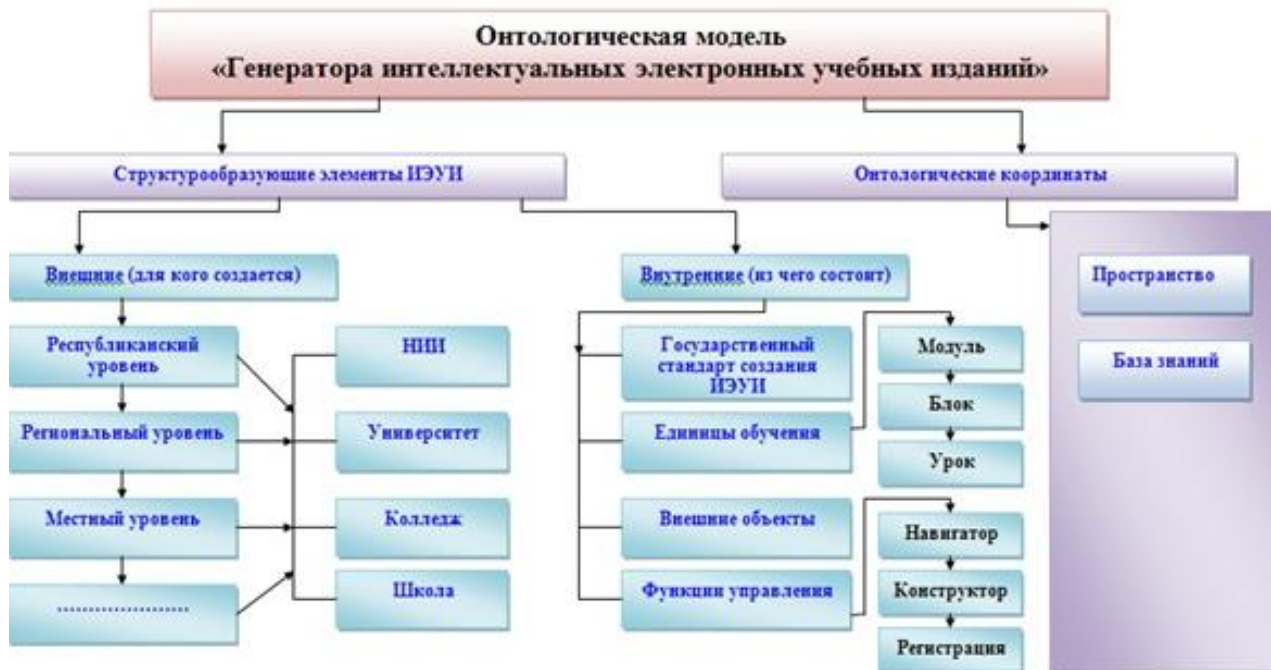 Онтологическая модель
«Генератора интеллектуальных электронных учебных изданий»
Структурообразующие элементы ИЭУИ
Онтологические координаты
Внешние (для кого создается)
Республиканский
уровень
Региональный уровень
Местный уровень
......................
НИИ
Университет
Колледж
Школа
Внутренние (из чего состоит)
Государственный
стандарт создания
ИЭУИ
Единицы обучения
Внешние объекты
Функции управления
Модуль
Блок
Урок
Навигатор
Конструктор
Регистрация
Пространство
База знаний